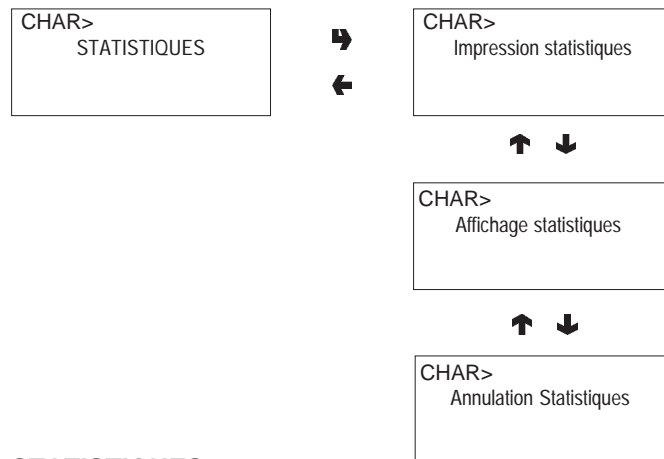 CHAR>
STATISTIQUES
CHAR>
Impression statistiques
CHAR>
Affichage statistiques
CHAR>
Annulation Statistiques